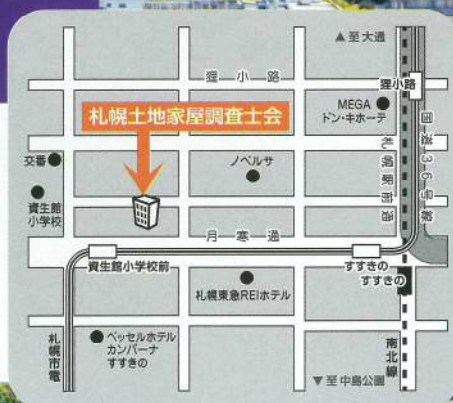 ▲至大通
狸小路
狸小路
MEGA
ドン・キホーテ
国道36号線
札幌土地家屋調査士会
交番
ノベルサ
札幌駅前通
資生館
小学校
月寒通
資生館小学校前
すすきの
すすきの
札幌東急REIホテル
札幌市電
ベッセルホテル
カンパーナ
すすきの
南北線
▼至中島公園